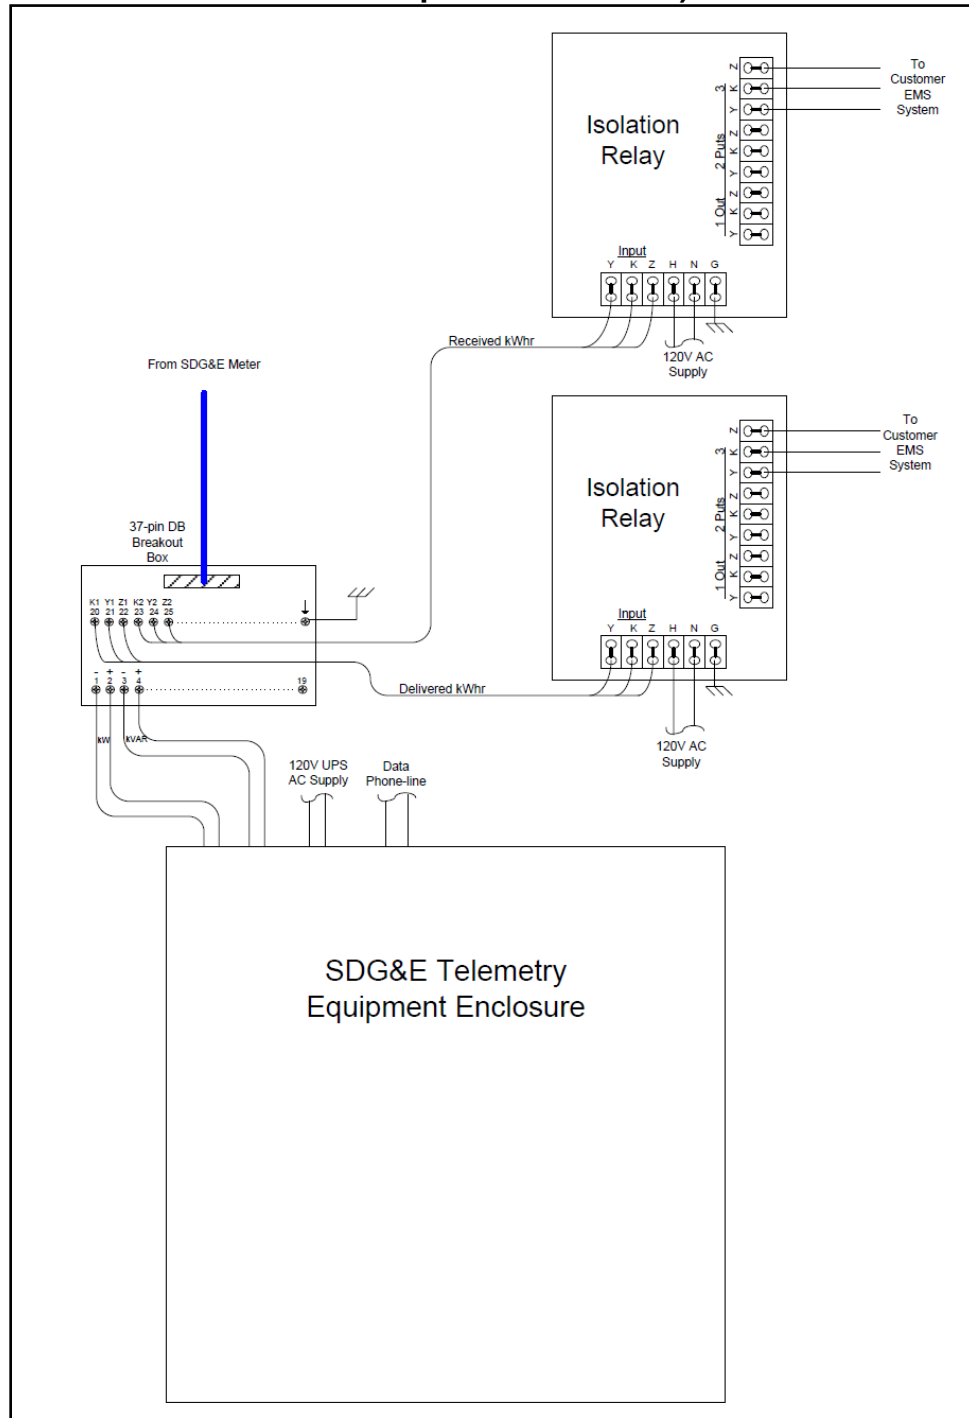 To
Customer
EMS
System
Isolation
Relay
Z
K
Y
3
Z
K
Y
2 Puts
Z
K
Y
1 Out
Input
Y K Z H N G
Received kWhr
120V AC
Supply
From SDG&E Meter
To
Customer
EMS
System
Isolation
Relay
Z
K
Y
3
Z
K
Y
2 Puts
Z
K
Y
1 Out
Input
Y K Z H N G
Delivered kWhr
120V AC
Supply
37-pin DB
Breakout
Box
K1 Y1 Z1 K2 Y2 Z2
20 21 22 23 24 25
- + - +
1 2 3 4 19
kW kVAR
120V UPS
AC Supply
Data
Phone-line
SDG&E Telemetry
Equipment Enclosure